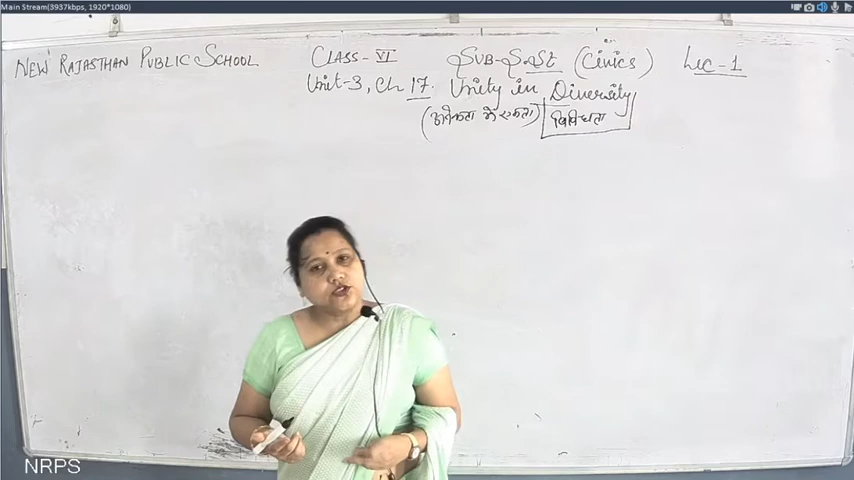 Main Stream(3937kbps, 1920*1080)
NEW RAJASTHAN PUBLIC SCHOOL CLASS-VI SUB-S.St (Civics) Lec-1
Unit-3, Ch 17. Unity in Diversity
(अनेकता में एकता) विविधता
NRPS